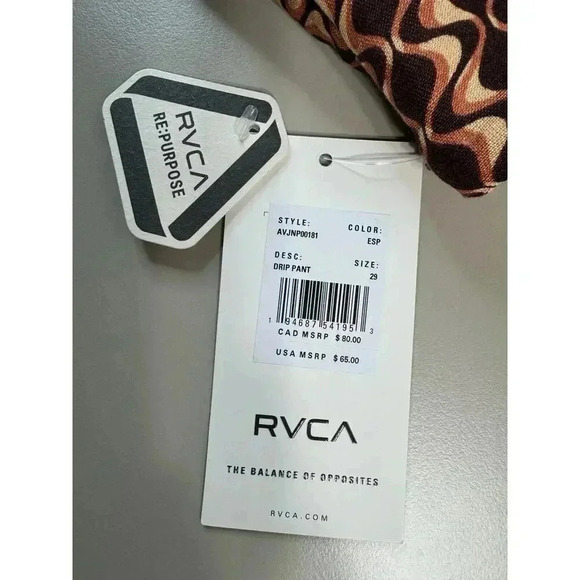 RVCA
RE:PURPOSE
STYLE: COLOR:
AVJNP00181 ESP
DESC: SIZE:
DRIP PANT 29
1 94687 54195 3
CAD MSRP $ 80.00
USA MSRP $ 65.00
RVCA
THE BALANCE OF OPPOSITES
RVCA.COM